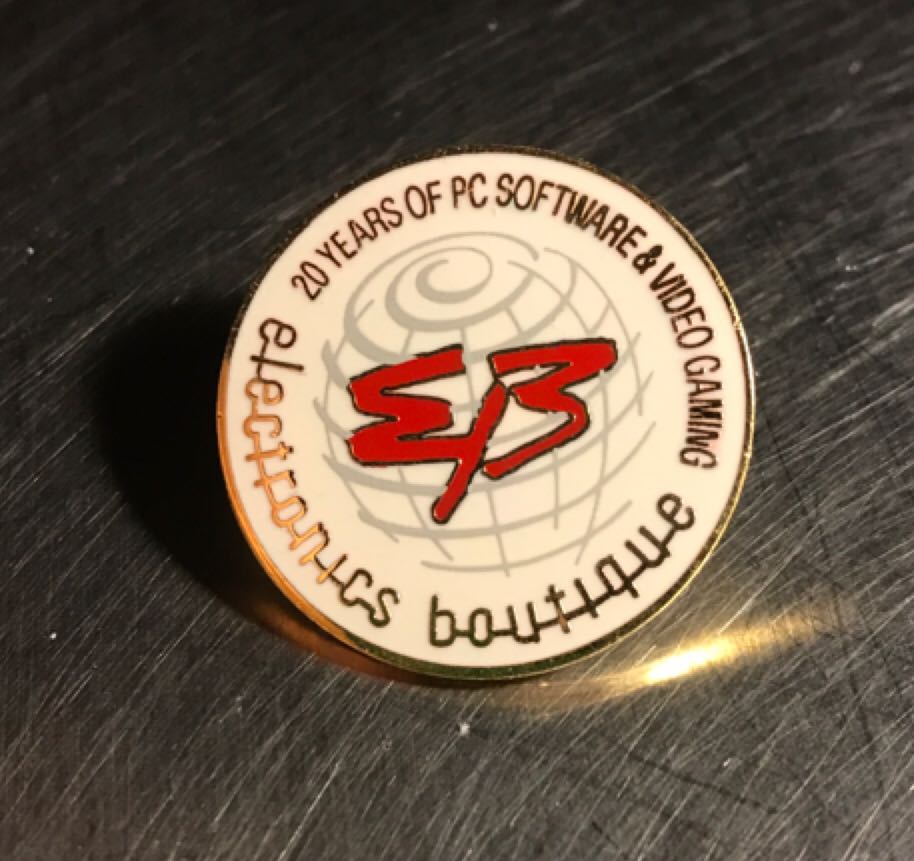 20 YEARS OF PC SOFTWARE & VIDEO GAMING
EB
electronics boutique